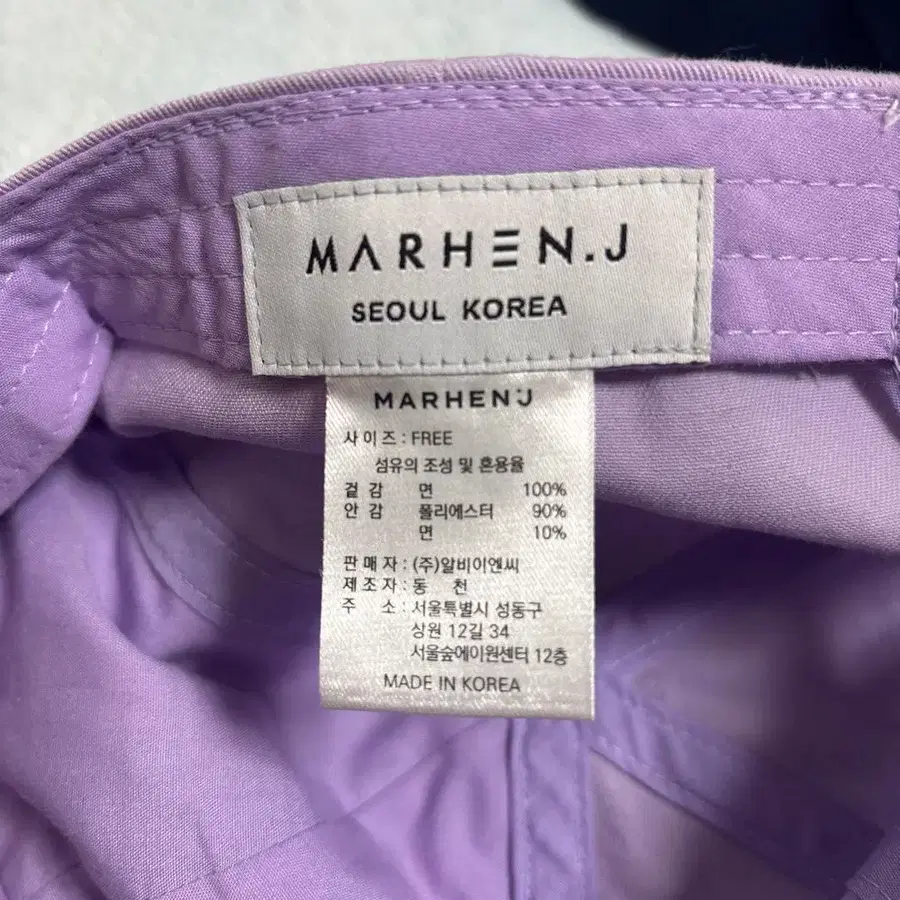 MARHEN.J
SEOUL KOREA
MARHEN.J
사이즈 : FREE
섬유의 조성 및 혼용율
겉감 면 100%
안감 폴리에스터 90%
면 10%
판매자 : (주)알비이엔씨
제조자 : 동 천
주 소 : 서울특별시 성동구
상원 12길 34
서울숲에이원센터 12층
MADE IN KOREA